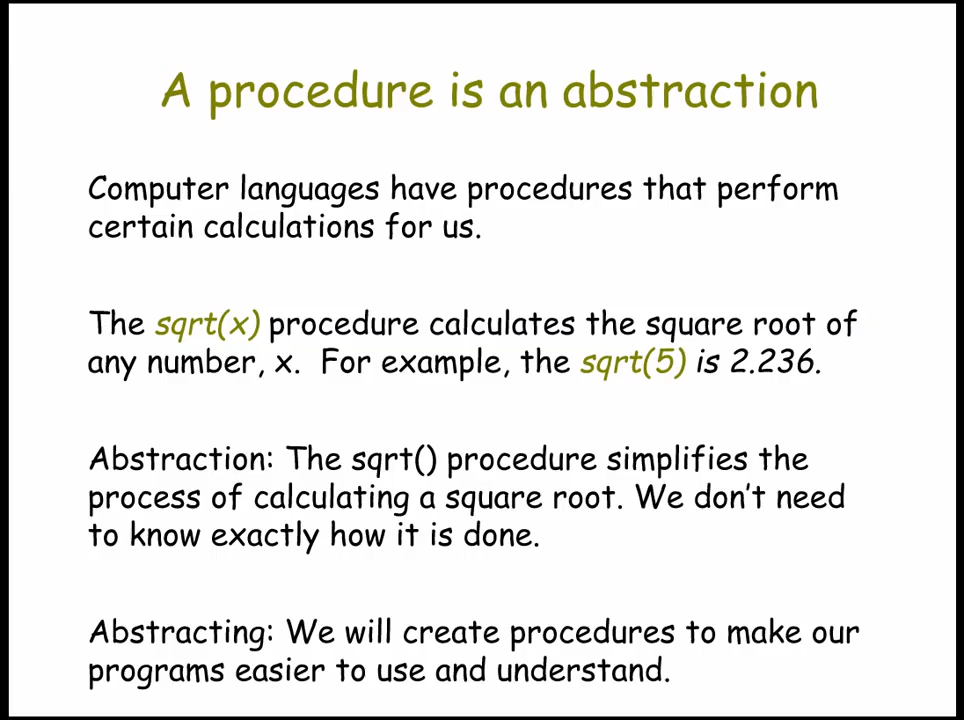 A procedure is an abstraction
Computer languages have procedures that perform
certain calculations for us.
The sqrt(x) procedure calculates the square root of
any number, x.  For example, the sqrt(5) is 2.236.
Abstraction: The sqrt() procedure simplifies the
process of calculating a square root. We don’t need
to know exactly how it is done.
Abstracting: We will create procedures to make our
programs easier to use and understand.